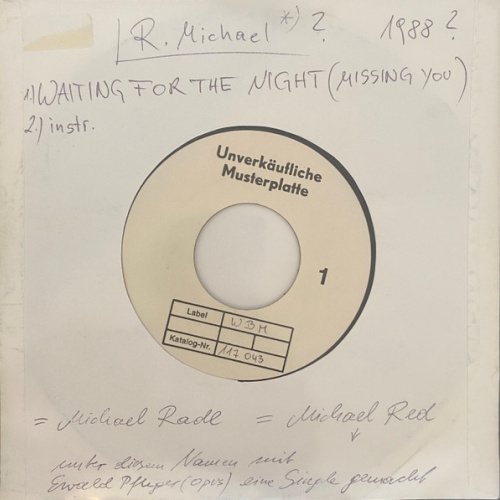 R. Michael *) ? 1988 ?
1.) WAITING FOR THE NIGHT (MISSING YOU)
2.) instr.
Unverkäufliche
Musterplatte
1
Label WBM
Katalog-Nr. 117 043
= Michael Radl = Michael Red
unter diesem Namen mit
Ewald Pfleger (Opus) eine Single gemacht